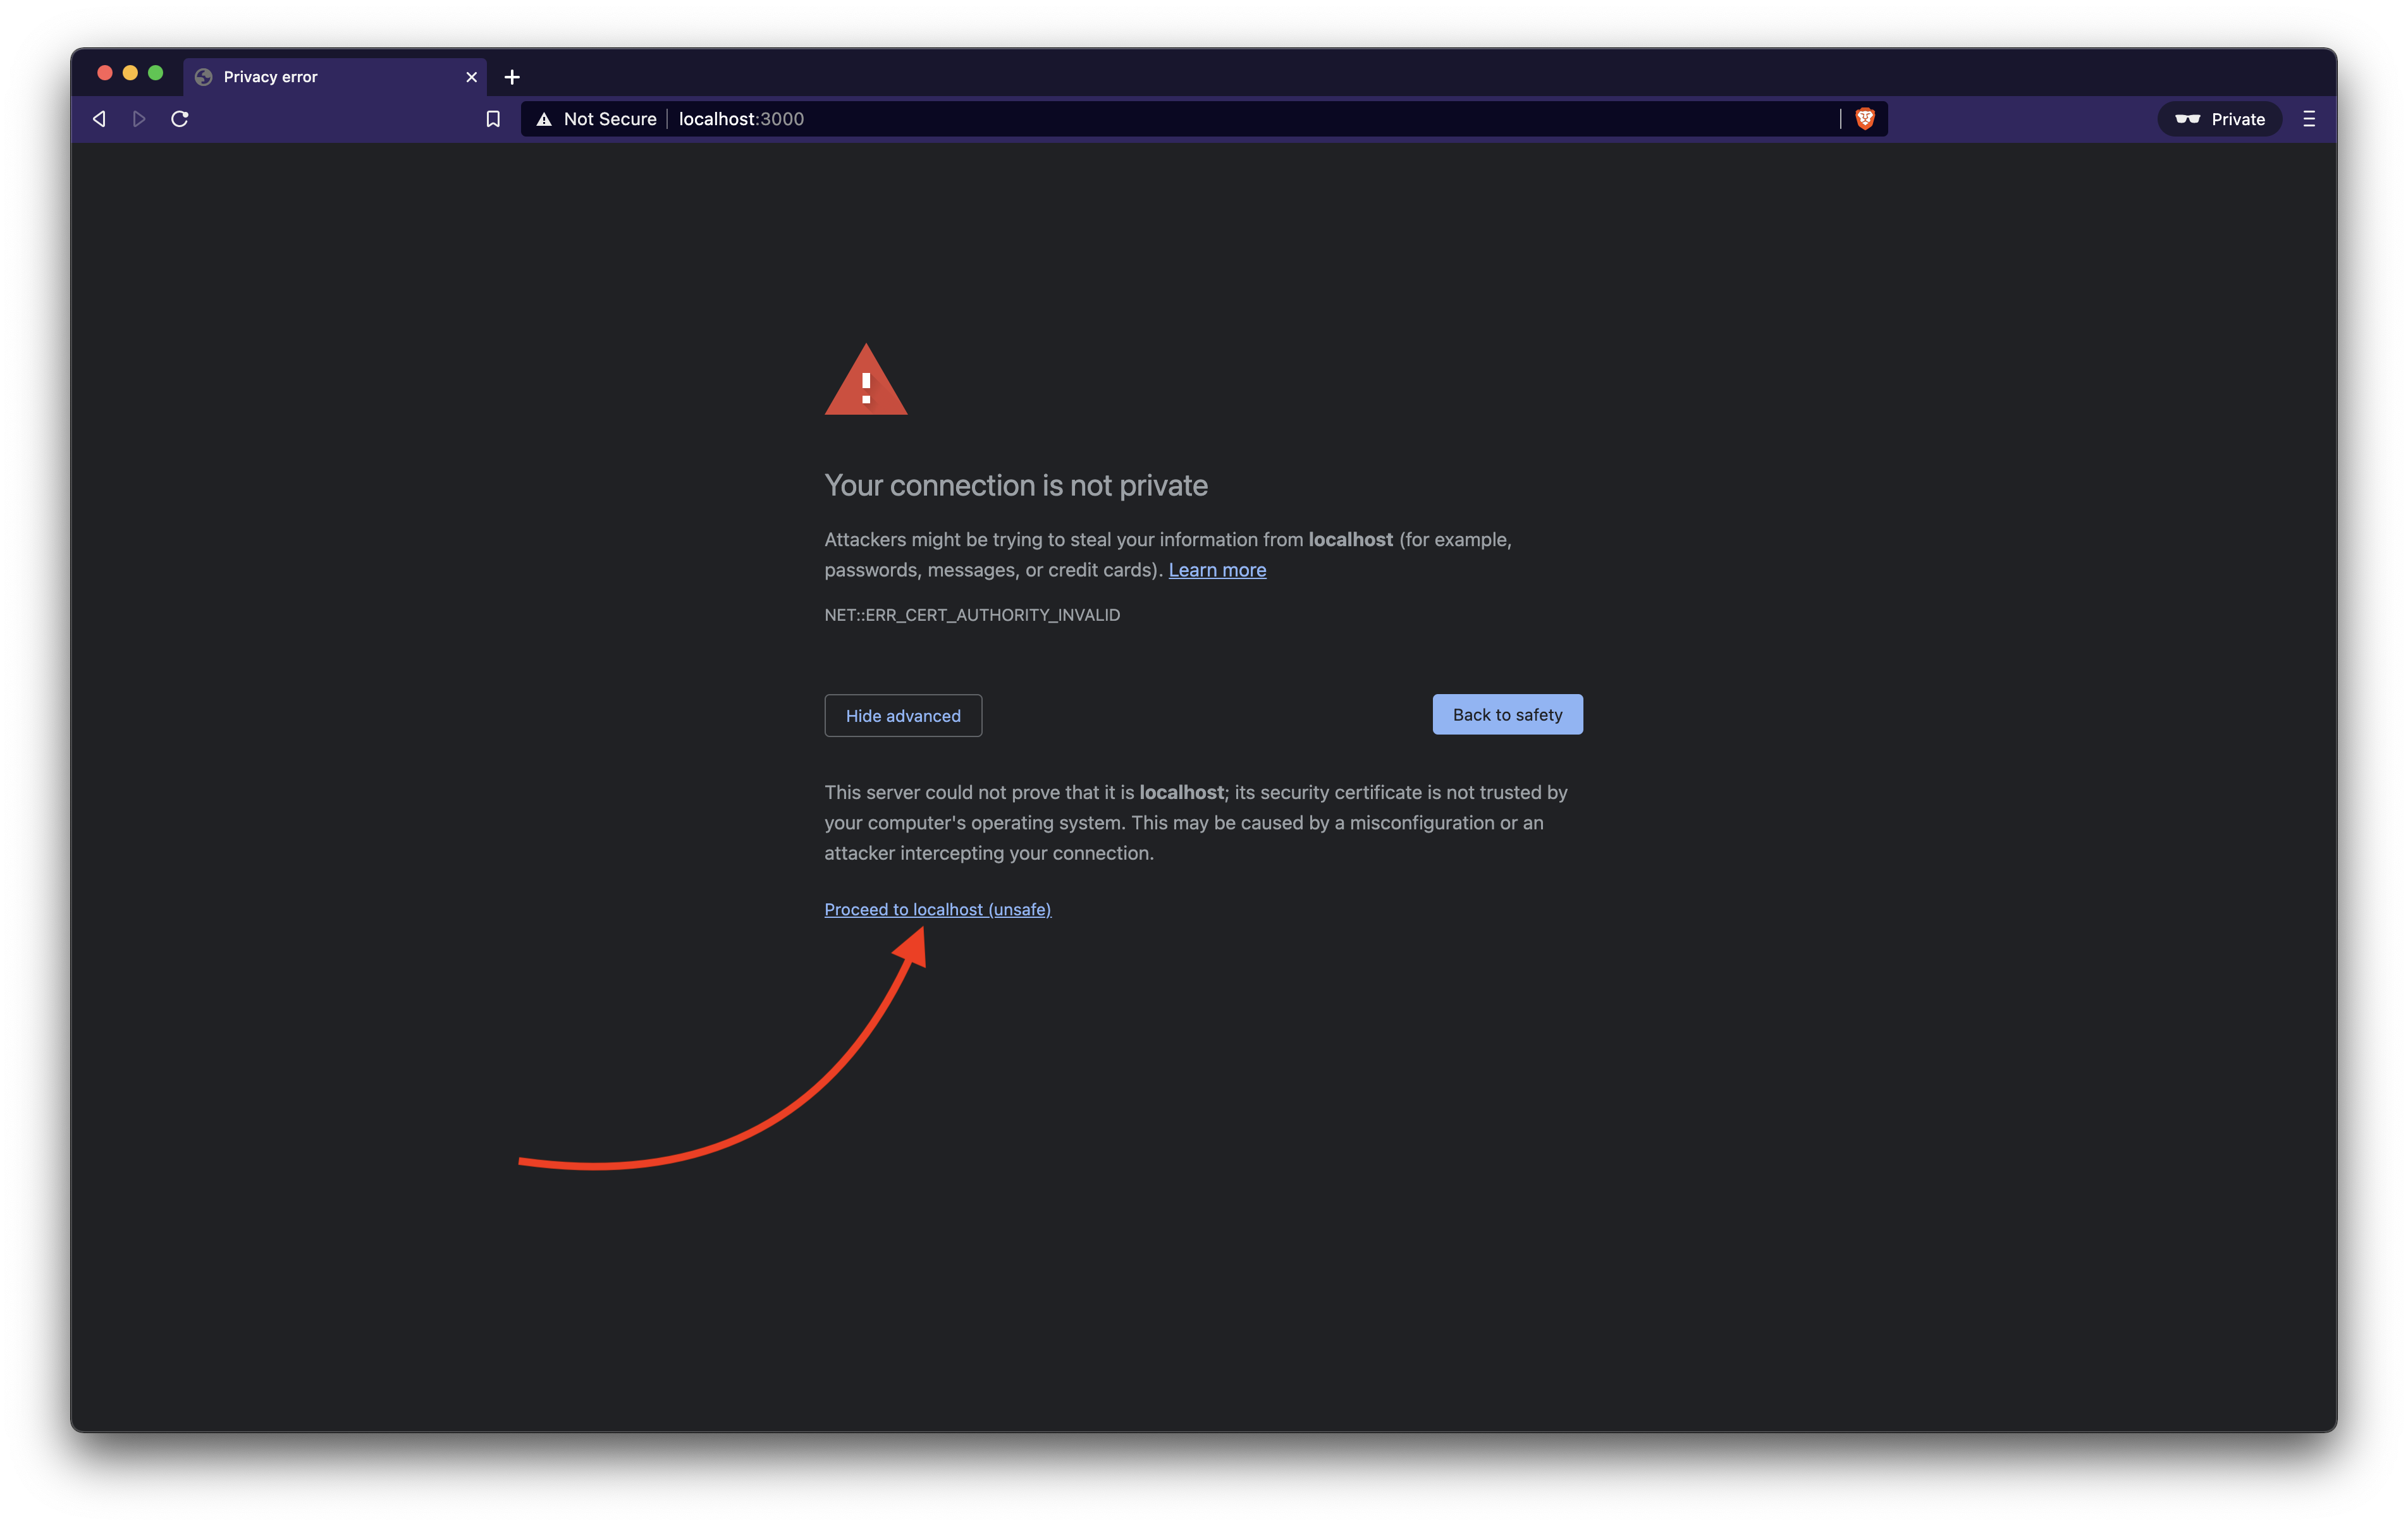 Privacy error
Not Secure localhost:3000
Private
Your connection is not private
Attackers might be trying to steal your information from localhost (for example,
passwords, messages, or credit cards). Learn more
NET::ERR_CERT_AUTHORITY_INVALID
Hide advanced
Back to safety
This server could not prove that it is localhost; its security certificate is not trusted by
your computer's operating system. This may be caused by a misconfiguration or an
attacker intercepting your connection.
Proceed to localhost (unsafe)